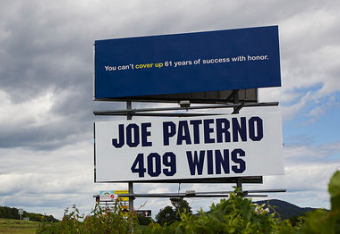 You can't cover up 61 years of success with honor.
JOE PATERNO
409 WINS